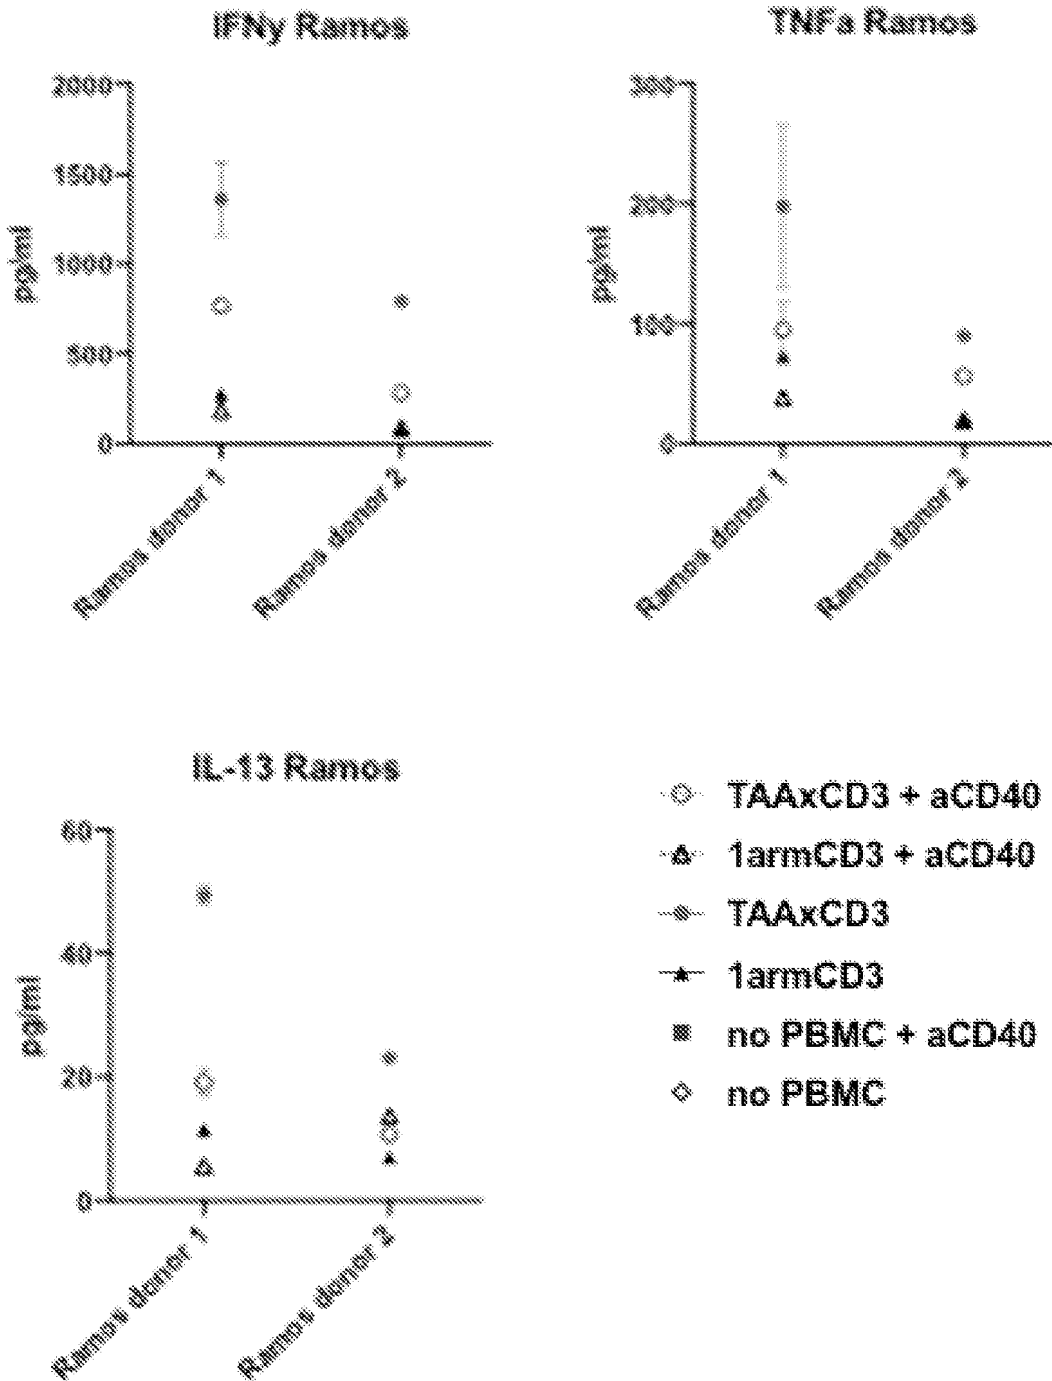 IFNy Ramos
2000
1500
1000
500
0
pg/ml
Ramos donor 1
Ramos donor 2
TNFa Ramos
300
200
100
0
pg/ml
Ramos donor 1
Ramos donor 2
IL-13 Ramos
60
40
20
0
pg/ml
Ramos donor 1
Ramos donor 2
TAAxCD3 + aCD40
1armCD3 + aCD40
TAAxCD3
1armCD3
no PBMC + aCD40
no PBMC